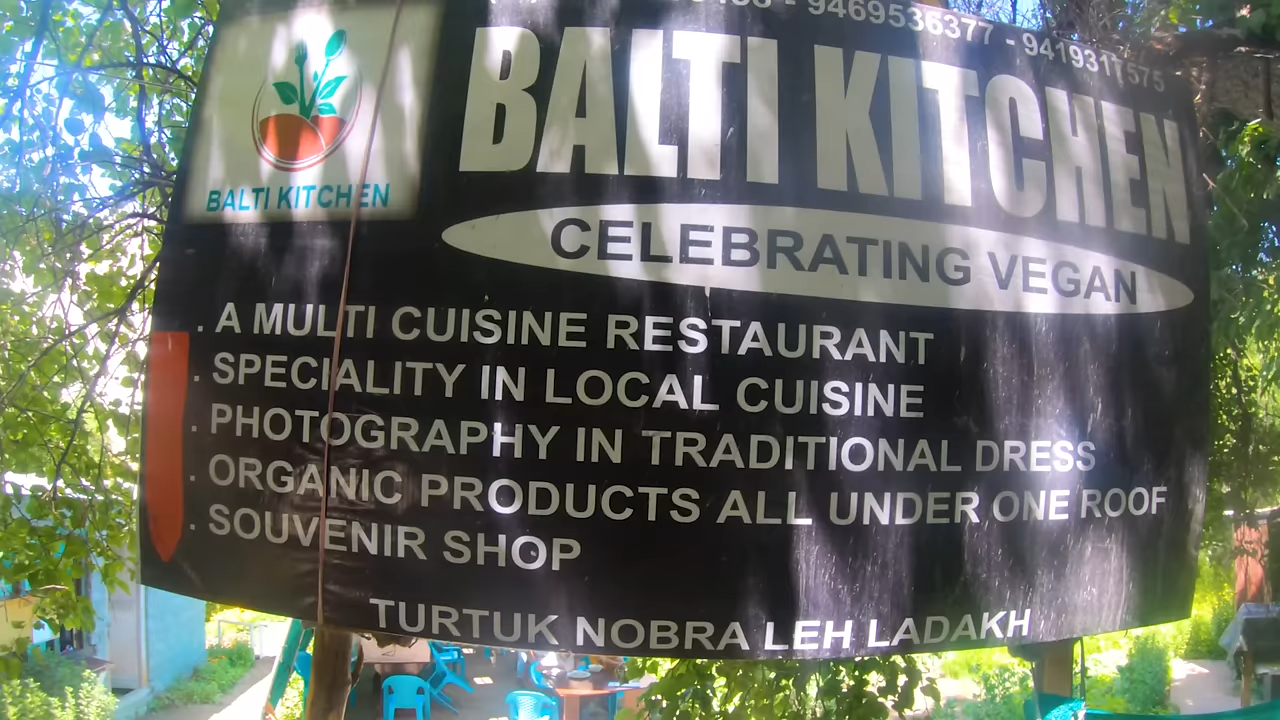 - 9469536377 - 9419317575
BALTI KITCHEN
BALTI KITCHEN
CELEBRATING VEGAN
. A MULTI CUISINE RESTAURANT
. SPECIALITY IN LOCAL CUISINE
. PHOTOGRAPHY IN TRADITIONAL DRESS
. ORGANIC PRODUCTS ALL UNDER ONE ROOF
. SOUVENIR SHOP
TURTUK NOBRA LEH LADAKH